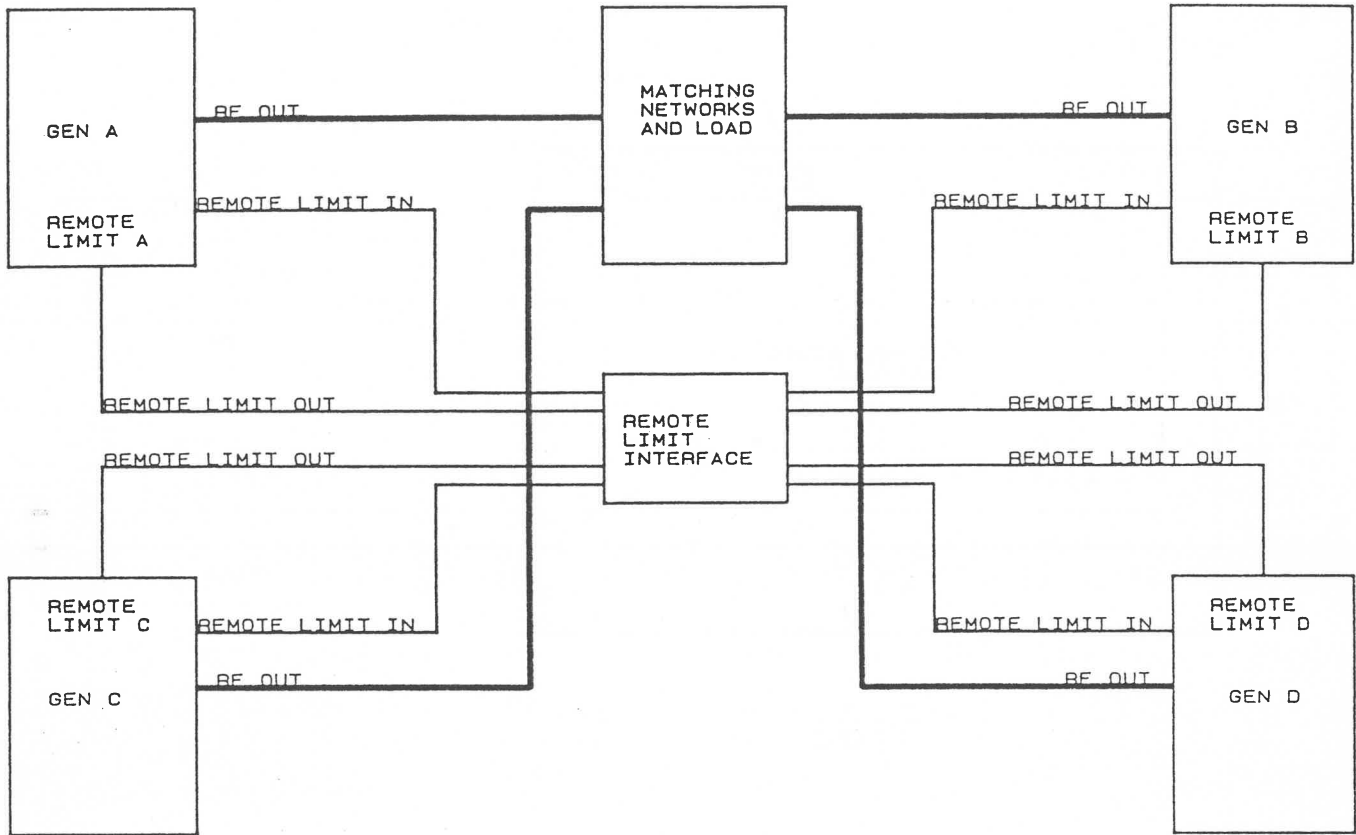 RF OUT
MATCHING
NETWORKS
AND LOAD
RF OUT
GEN A
GEN B
REMOTE LIMIT IN
REMOTE LIMIT IN
REMOTE
LIMIT A
REMOTE
LIMIT B
REMOTE LIMIT OUT
REMOTE LIMIT OUT
REMOTE
LIMIT
INTERFACE
REMOTE LIMIT OUT
REMOTE LIMIT OUT
REMOTE
LIMIT C
REMOTE LIMIT IN
REMOTE LIMIT IN
REMOTE
LIMIT D
RF OUT
RF OUT
GEN C
GEN D